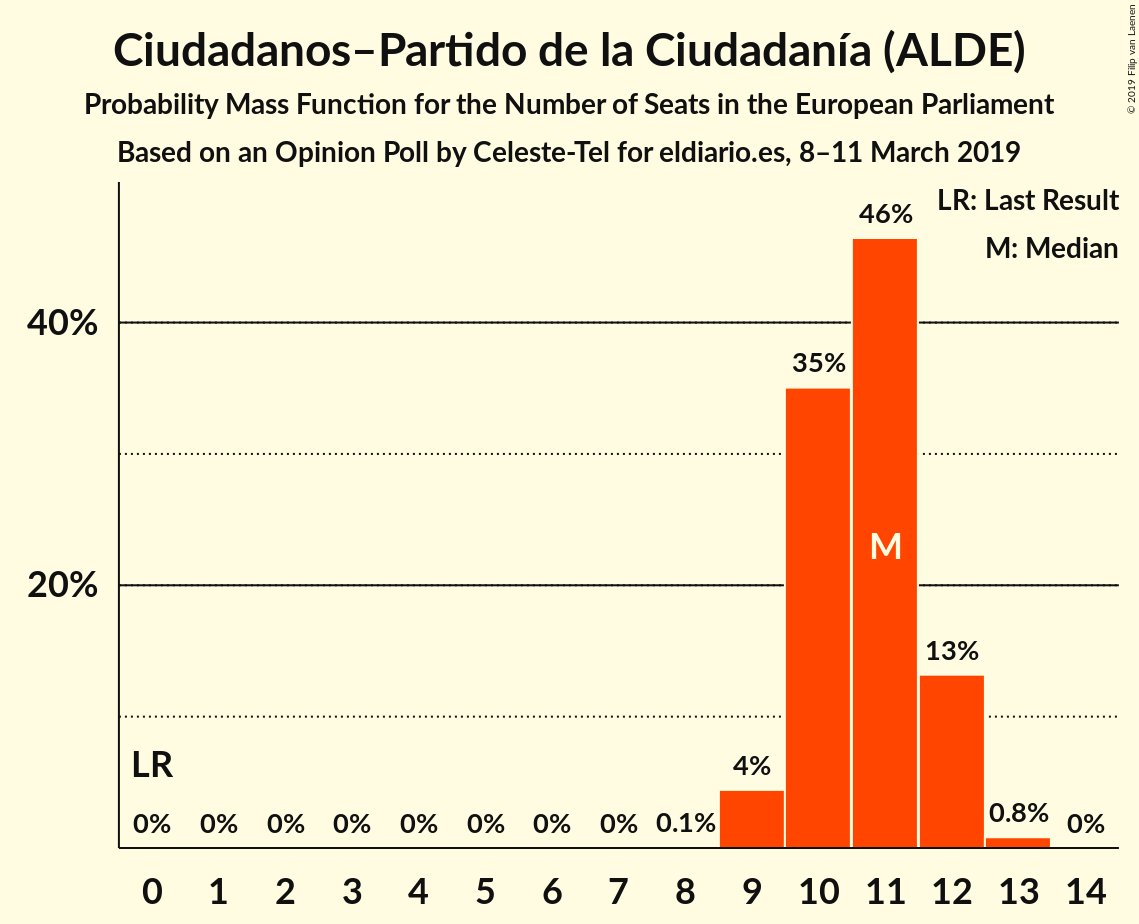 Ciudadanos–Partido de la Ciudadanía (ALDE)
Probability Mass Function for the Number of Seats in the European Parliament
Based on an Opinion Poll by Celeste-Tel for eldiario.es, 8–11 March 2019
© 2019 Filip van Laenen
LR: Last Result
M: Median
46%
40%
35%
M
20%
13%
LR
4%
0% 0% 0% 0% 0% 0% 0% 0% 0.1% 0.8% 0%
0 1 2 3 4 5 6 7 8 9 10 11 12 13 14